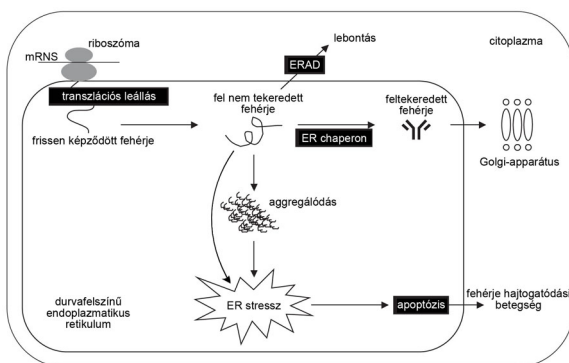 riboszóma
mRNS
transzlációs leállás
frissen képződött fehérje
lebontás
ERAD
fel nem tekeredett
fehérje
ER chaperon
feltekeredett
fehérje
citoplazma
Golgi-apparátus
aggregálódás
ER stressz
apoptózis
fehérje hajtogatódási
betegség
durvafelszínű
endoplazmatikus
retikulum